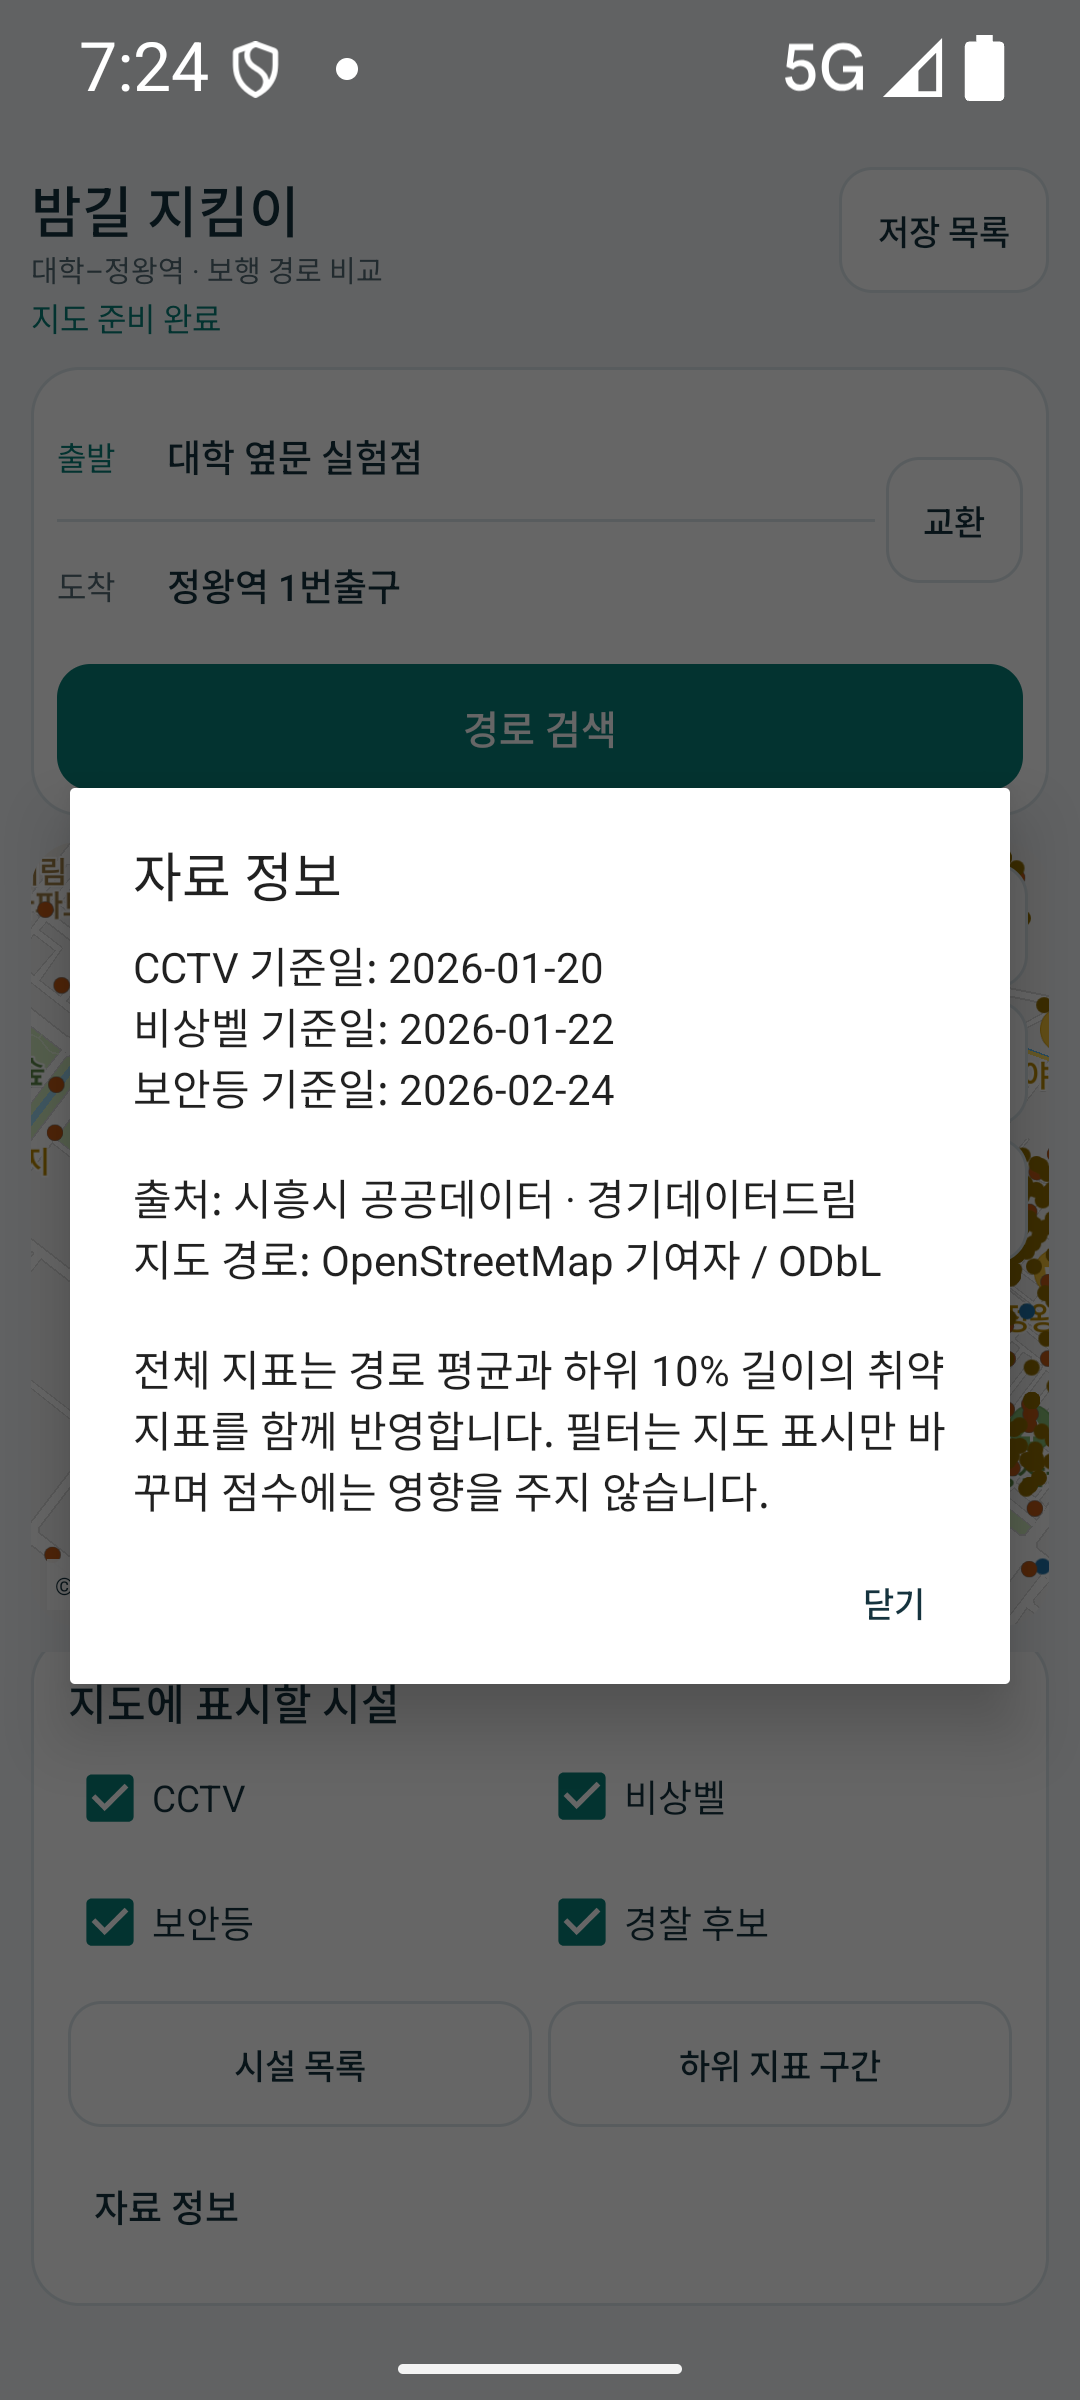 7:24
5G
밤길 지킴이
저장 목록
대학–정왕역 · 보행 경로 비교
지도 준비 완료
출발 대학 옆문 실험점
교환
도착 정왕역 1번출구
경로 검색
자료 정보
CCTV 기준일: 2026-01-20
비상벨 기준일: 2026-01-22
보안등 기준일: 2026-02-24
출처: 시흥시 공공데이터 · 경기데이터드림
지도 경로: OpenStreetMap 기여자 / ODbL
전체 지표는 경로 평균과 하위 10% 길이의 취약
지표를 함께 반영합니다. 필터는 지도 표시만 바
꾸며 점수에는 영향을 주지 않습니다.
닫기
©
지도에 표시할 시설
CCTV 비상벨
보안등 경찰 후보
시설 목록 하위 지표 구간
자료 정보